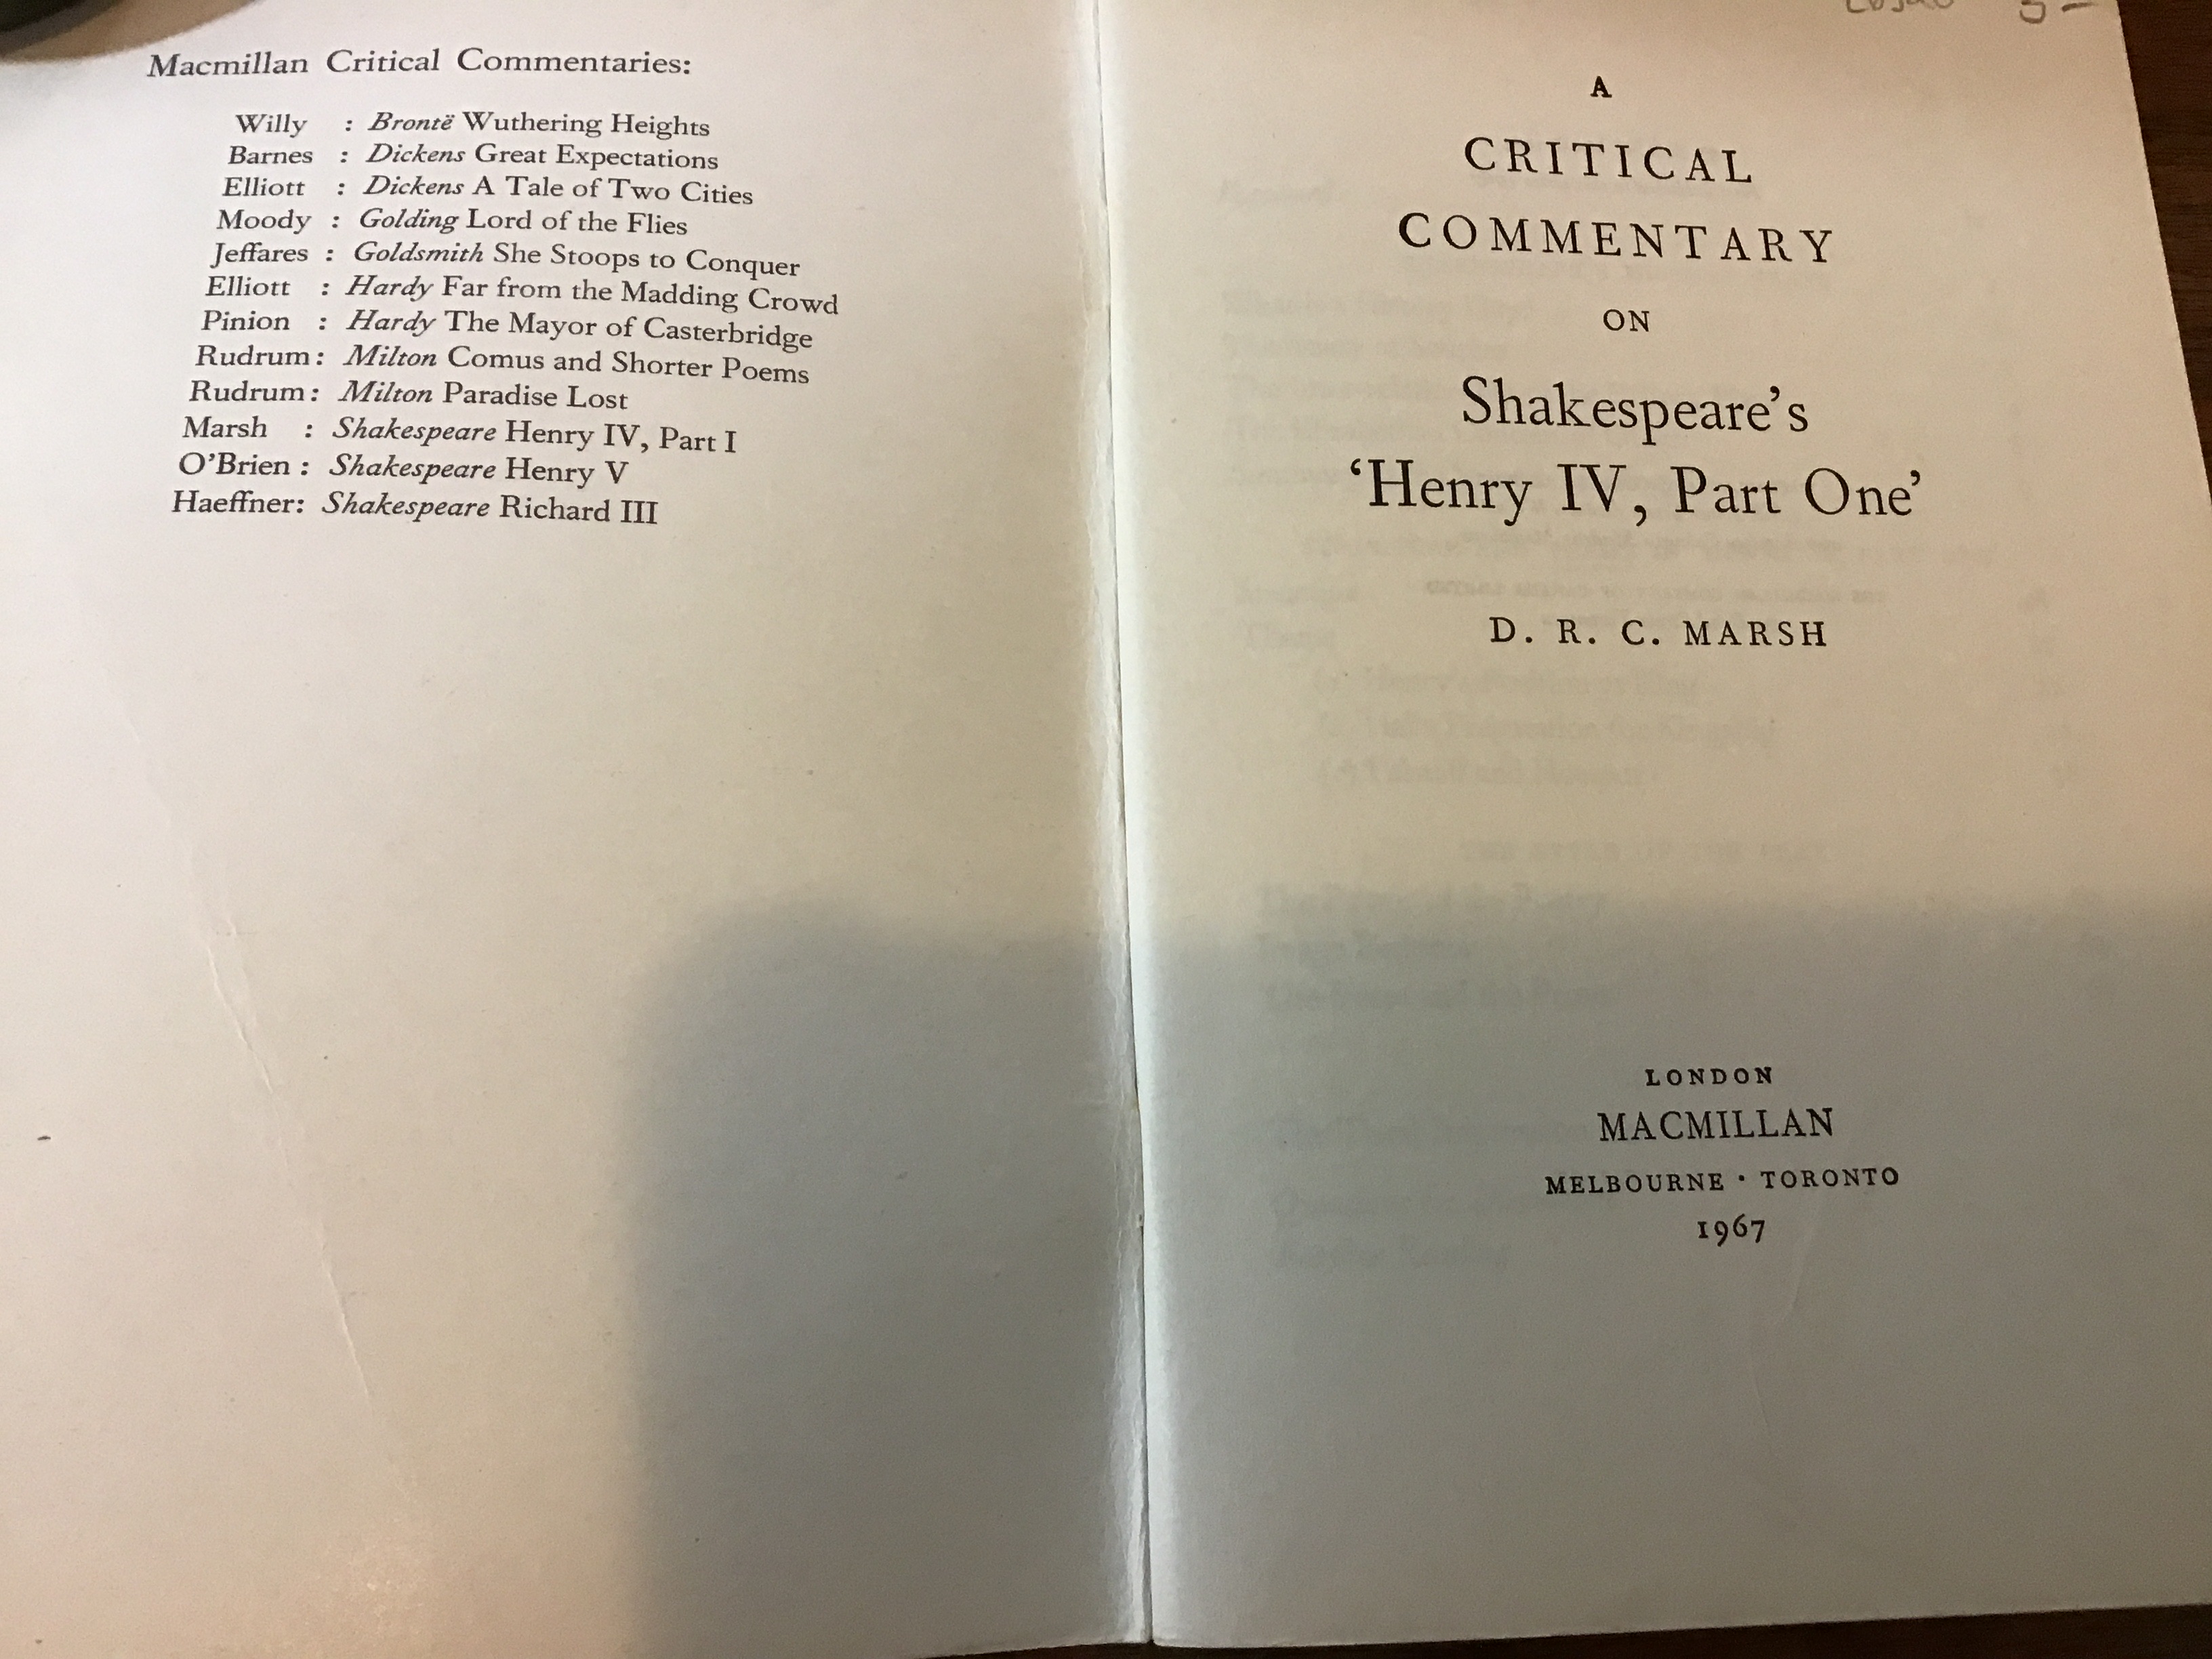 Macmillan Critical Commentaries:
Willy : Brontë Wuthering Heights
Barnes : Dickens Great Expectations
Elliott : Dickens A Tale of Two Cities
Moody : Golding Lord of the Flies
Jeffares : Goldsmith She Stoops to Conquer
Elliott : Hardy Far from the Madding Crowd
Pinion : Hardy The Mayor of Casterbridge
Rudrum : Milton Comus and Shorter Poems
Rudrum : Milton Paradise Lost
Marsh : Shakespeare Henry IV, Part I
O'Brien : Shakespeare Henry V
Haeffner: Shakespeare Richard III
A
CRITICAL
COMMENTARY
ON
Shakespeare's
'Henry IV, Part One'
D. R. C. MARSH
LONDON
MACMILLAN
MELBOURNE · TORONTO
1967